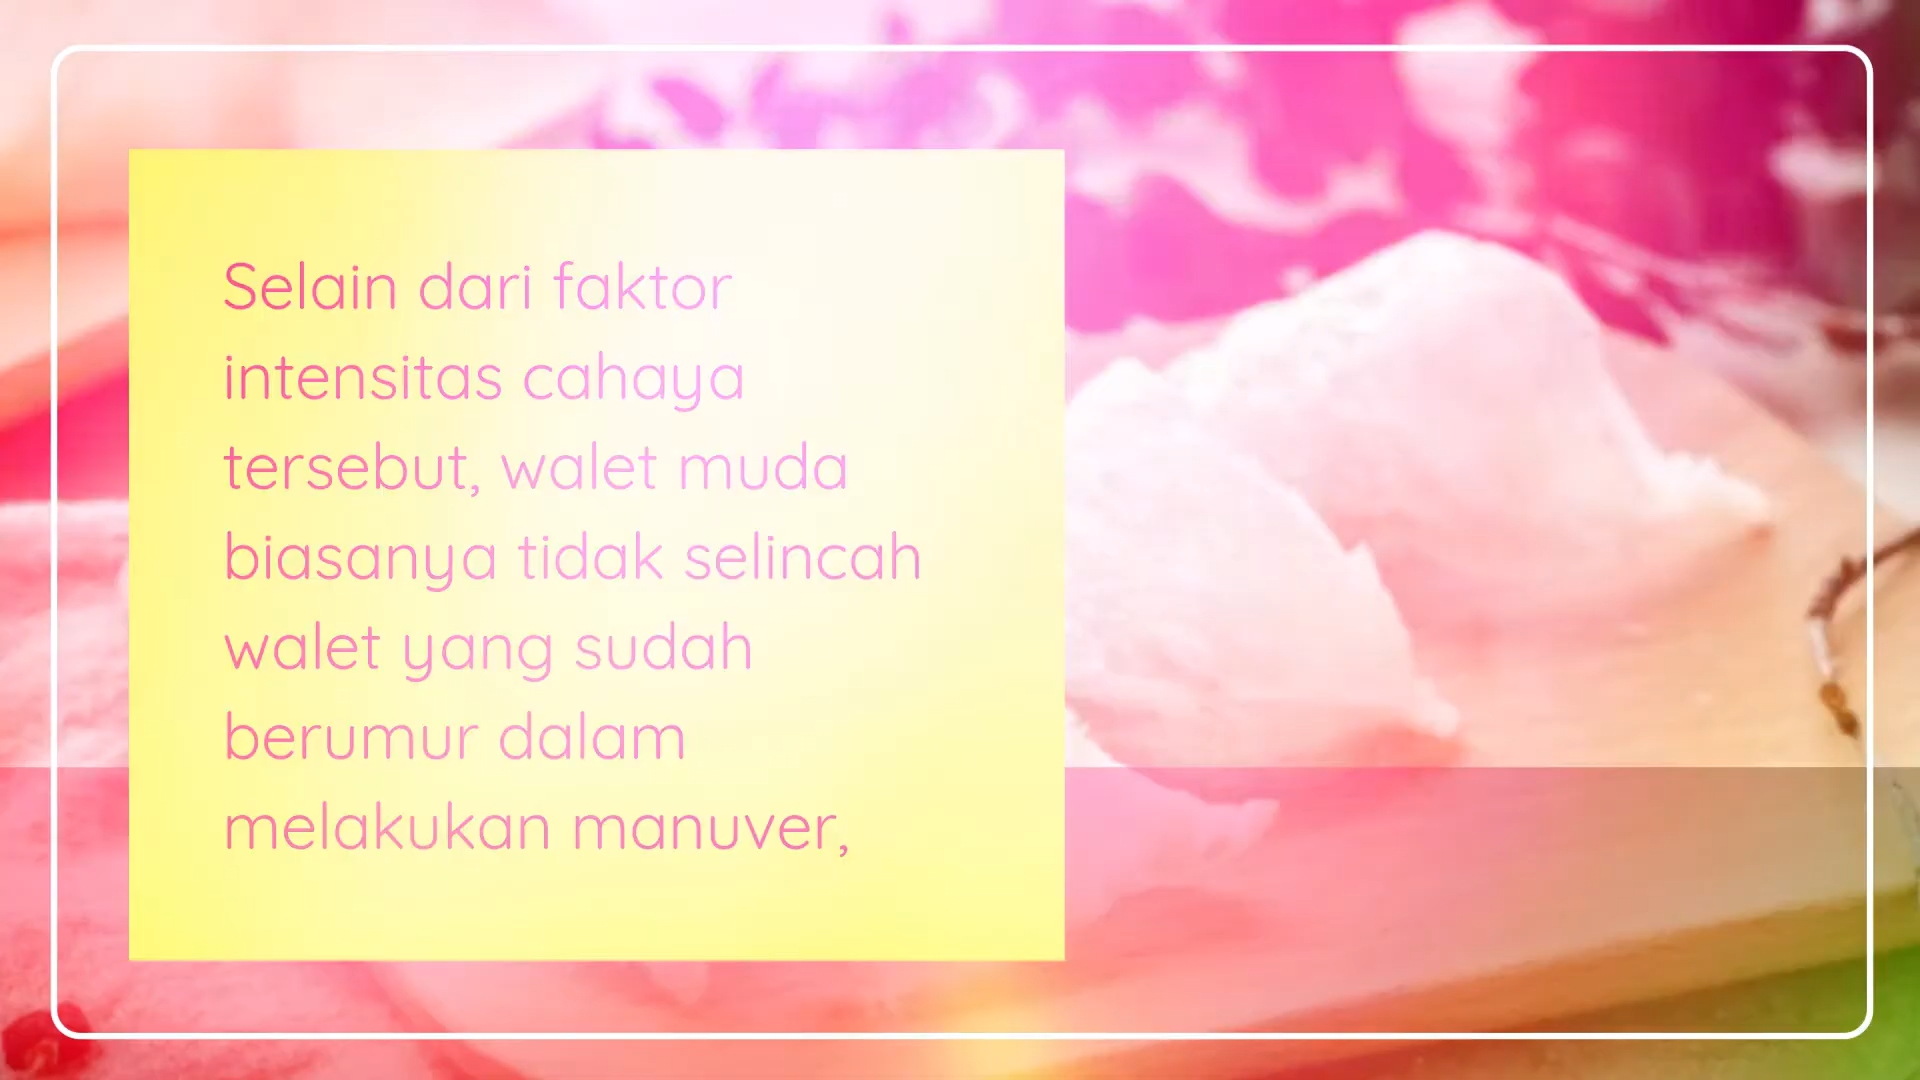 Selain dari faktor
intensitas cahaya
tersebut, walet muda
biasanya tidak selincah
walet yang sudah
berumur dalam
melakukan manuver,